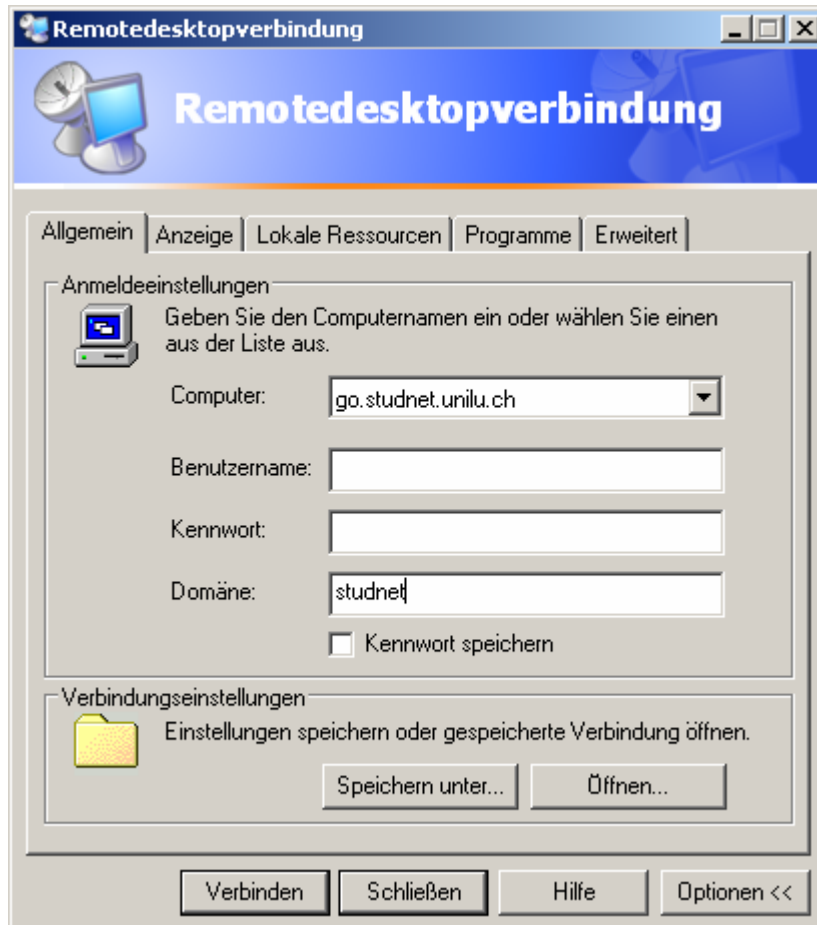 Remotedesktopverbindung
Remotedesktopverbindung
Allgemein Anzeige Lokale Ressourcen Programme Erweitert
Anmeldeeinstellungen
Geben Sie den Computernamen ein oder wählen Sie einen
aus der Liste aus.
Computer: go.studnet.unilu.ch
Benutzername:
Kennwort:
Domäne: studnet
Kennwort speichern
Verbindungseinstellungen
Einstellungen speichern oder gespeicherte Verbindung öffnen.
Speichern unter... Öffnen...
Verbinden Schließen Hilfe Optionen <<